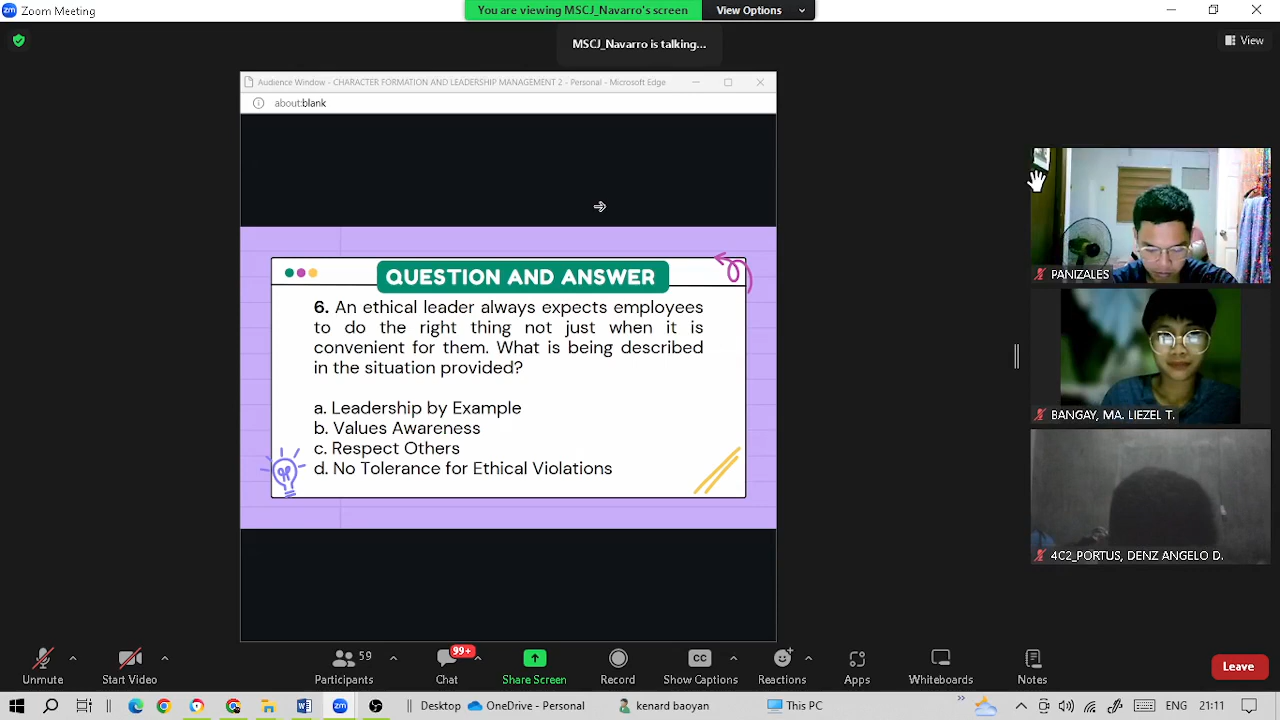 Zoom Meeting
You are viewing MSCJ_Navarro's screen
View Options
MSCJ_Navarro is talking...
View
Audience Window - CHARACTER FORMATION AND LEADERSHIP MANAGEMENT 2 - Personal - Microsoft Edge
about:blank
QUESTION AND ANSWER
6. An ethical leader always expects employees
to do the right thing not just when it is
convenient for them. What is being described
in the situation provided?
a. Leadership by Example
b. Values Awareness
c. Respect Others
d. No Tolerance for Ethical Violations
PANIZALES
BANGAY, MA. LIEZEL T.
4C2_PORTUS, DENZ ANGELO D.
Unmute
Start Video
59
Participants
99+
Chat
Share Screen
Record
CC
Show Captions
Reactions
Apps
Whiteboards
Notes
Leave
Desktop
OneDrive - Personal
kenard baoyan
This PC
ENG
21:11